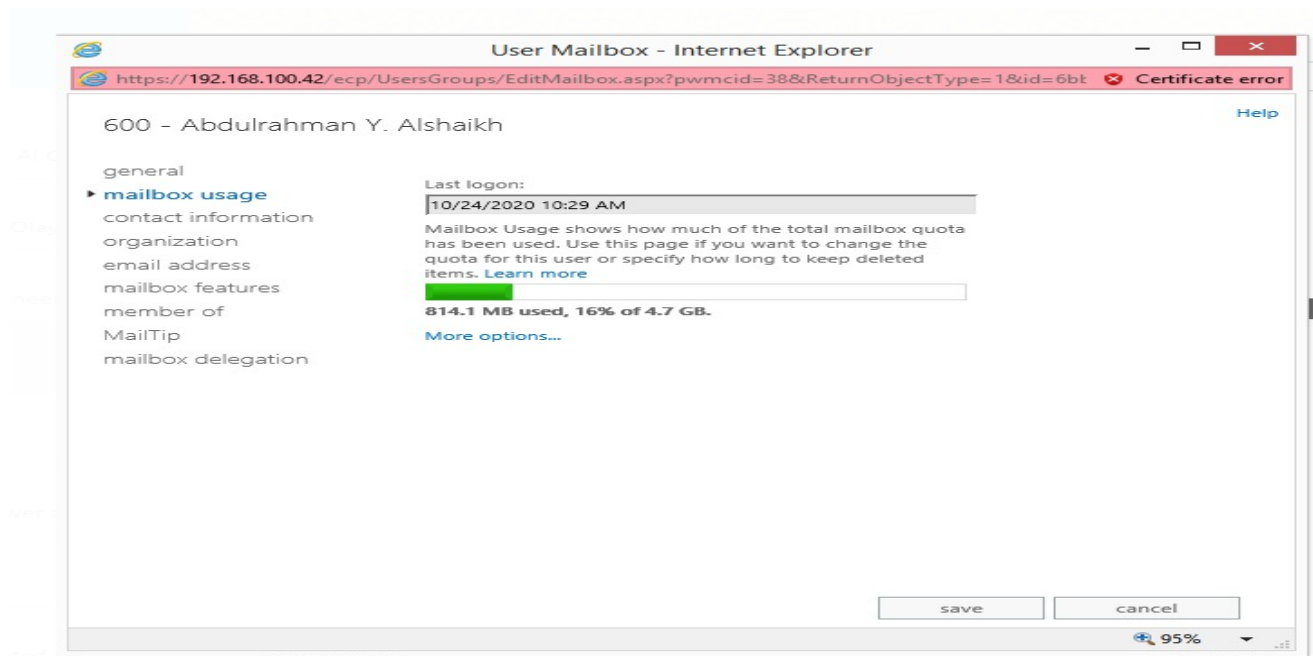 User Mailbox - Internet Explorer
https://192.168.100.42/ecp/UsersGroups/EditMailbox.aspx?pwmcid=38&ReturnObjectType=1&id=6bb Certificate error
Help
600 - Abdulrahman Y. Alshaikh
general
mailbox usage
contact information
organization
email address
mailbox features
member of
MailTip
mailbox delegation
Last logon:
10/24/2020 10:29 AM
Mailbox Usage shows how much of the total mailbox quota
has been used. Use this page if you want to change the
quota for this user or specify how long to keep deleted
items. Learn more
814.1 MB used, 16% of 4.7 GB.
More options...
save cancel
95%